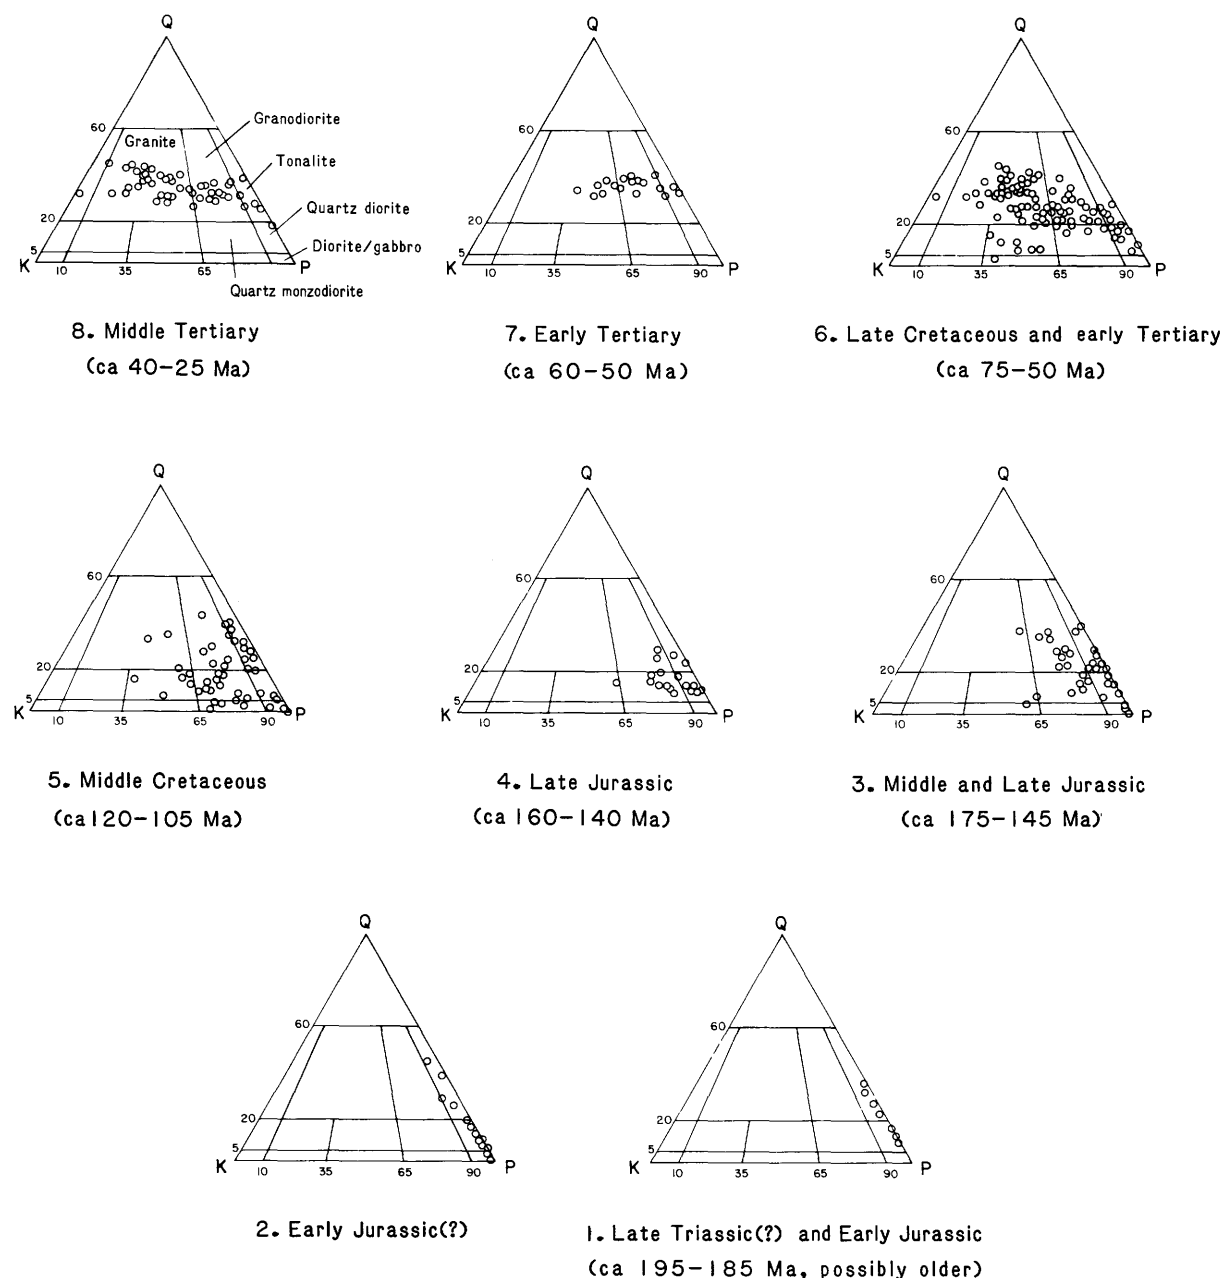 Q
60
Granite
Granodiorite
Tonalite
20
Quartz diorite
5
Diorite/gabbro
K 10 35 65 P
Quartz monzodiorite
8. Middle Tertiary
(ca 40-25 Ma)
Q
60
20
5
K 10 35 65 90 P
7. Early Tertiary
(ca 60-50 Ma)
Q
60
20
5
K 10 35 65 90 P
6. Late Cretaceous and early Tertiary
(ca 75-50 Ma)
Q
60
20
5
K 10 35 65 90 P
5. Middle Cretaceous
(ca 120-105 Ma)
Q
60
20
5
K 10 35 65 90 P
4. Late Jurassic
(ca 160-140 Ma)
Q
60
20
5
K 10 35 65 90 P
3. Middle and Late Jurassic
(ca 175-145 Ma)
Q
60
20
5
K 10 35 65 90 P
2. Early Jurassic(?)
Q
60
20
5
K 10 35 65 90 P
1. Late Triassic(?) and Early Jurassic
(ca 195-185 Ma, possibly older)